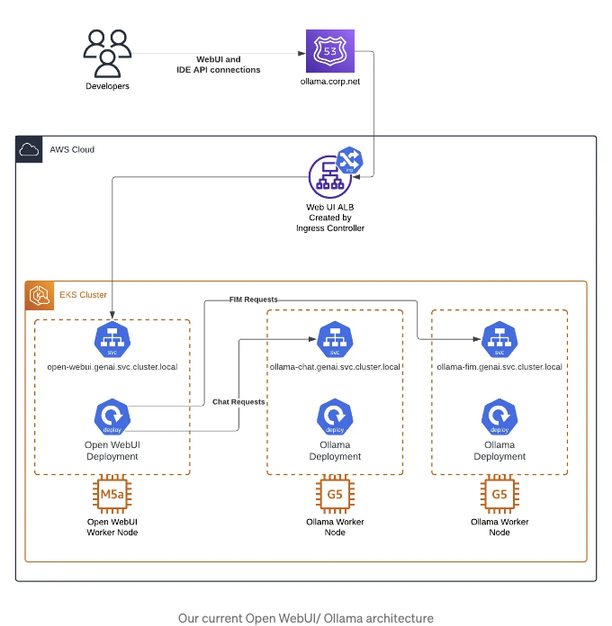 53
WebUI and
IDE API connections
Developers
ollama.corp.net
AWS Cloud
ing
Web UI ALB
Created by
Ingress Controller
EKS Cluster
FIM Requests
svc
svc
svc
open-webui.genai.svc.cluster.local
ollama-chat.genai.svc.cluster.local
ollama-fim.genai.svc.cluster.local
Chat Requests
deploy
deploy
deploy
Open WebUI
Deployment
Ollama
Deployment
Ollama
Deployment
M5a
G5
G5
Open WebUI
Worker Node
Ollama Worker
Node
Ollama Worker
Node
Our current Open WebUI/ Ollama architecture